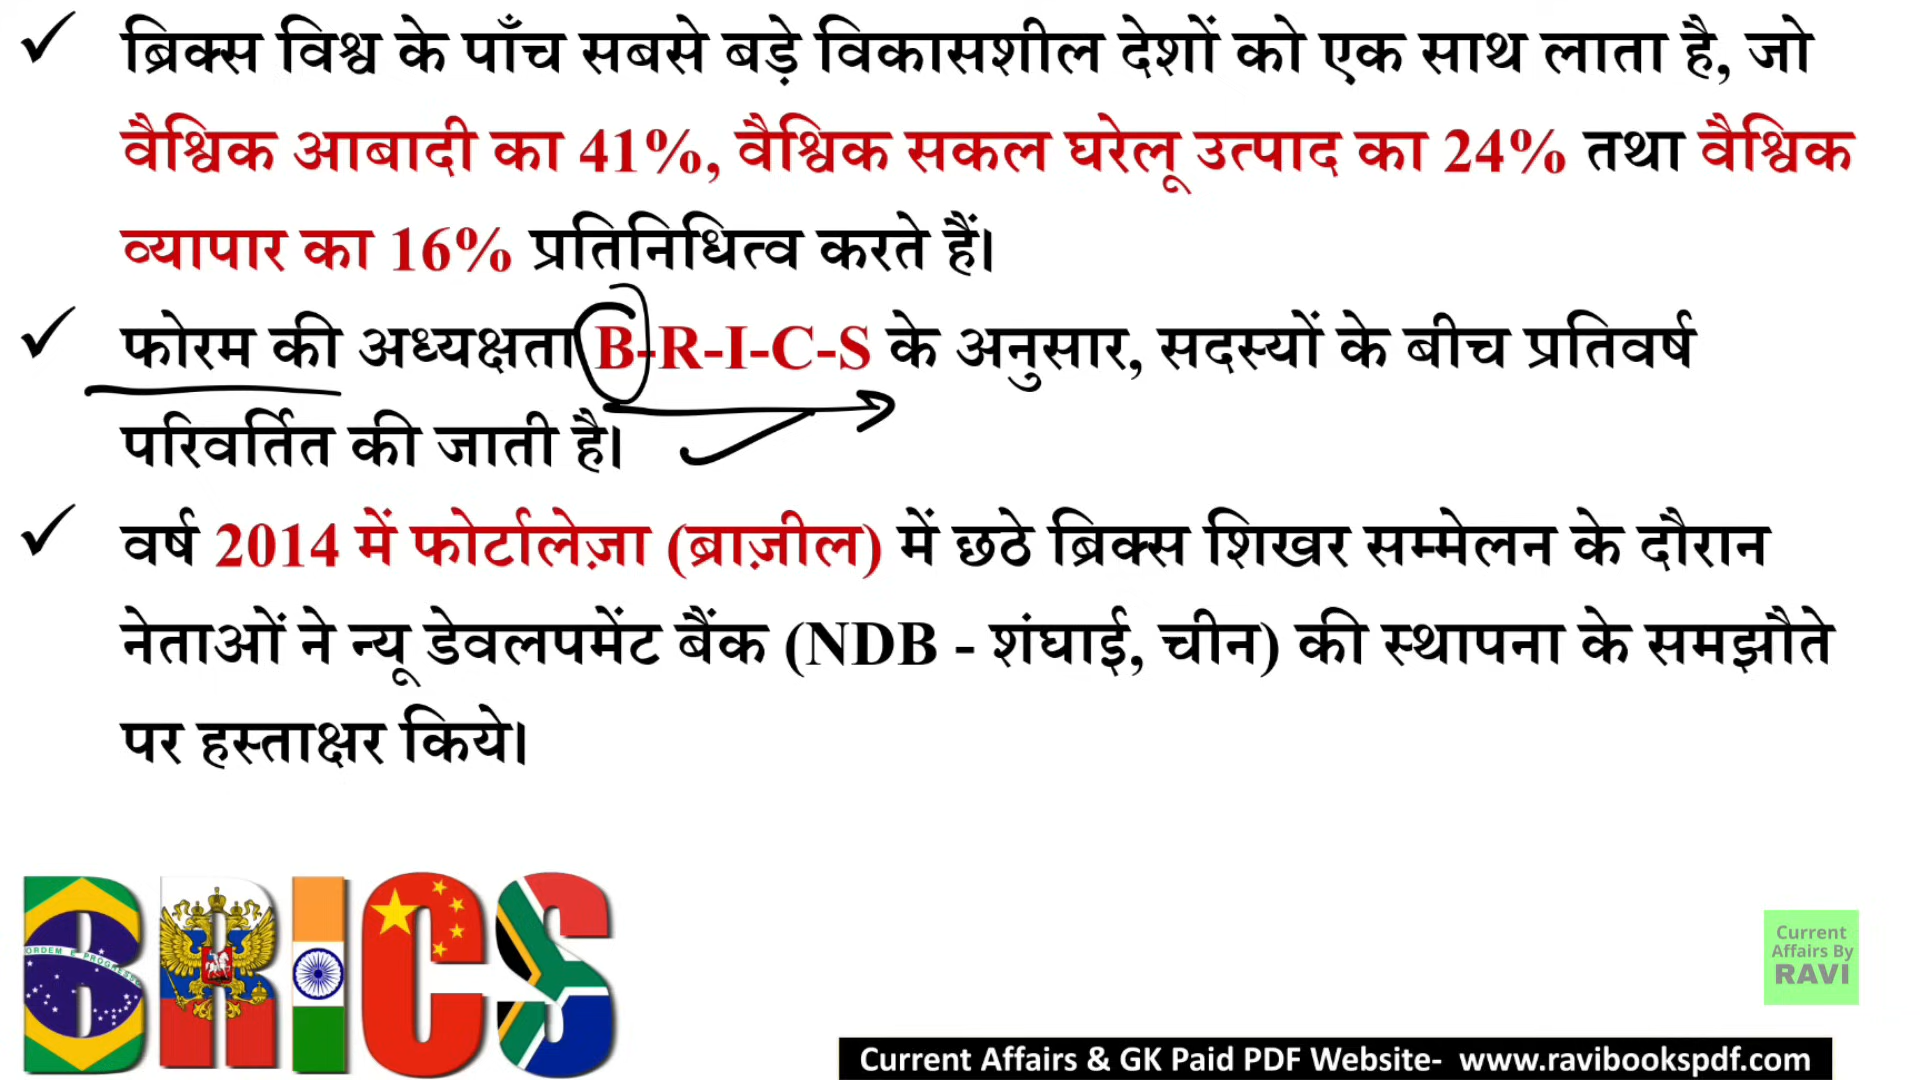 ✓ ब्रिक्स विश्व के पाँच सबसे बड़े विकासशील देशों को एक साथ लाता है, जो
वैश्विक आबादी का 41%, वैश्विक सकल घरेलू उत्पाद का 24% तथा वैश्विक
व्यापार का 16% प्रतिनिधित्व करते हैं।
✓ फोरम की अध्यक्षता B-R-I-C-S के अनुसार, सदस्यों के बीच प्रतिवर्ष
परिवर्तित की जाती है।
✓ वर्ष 2014 में फोर्टालेज़ा (ब्राज़ील) में छठे ब्रिक्स शिखर सम्मेलन के दौरान
नेताओं ने न्यू डेवलपमेंट बैंक (NDB - शंघाई, चीन) की स्थापना के समझौते
पर हस्ताक्षर किये।
BRICS
ORDEM E PROGRESSO
Current
Affairs By
RAVI
Current Affairs & GK Paid PDF Website- www.ravibookspdf.com